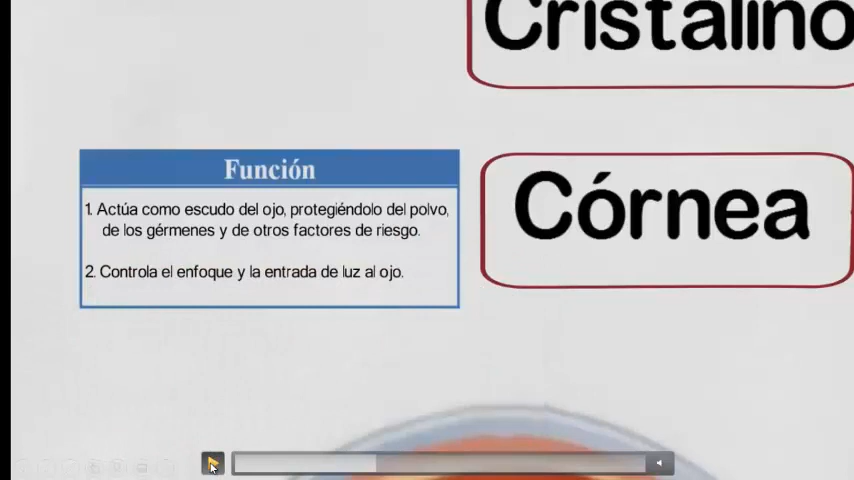 Cristalino
Función
1. Actúa como escudo del ojo, protegiéndolo del polvo,
de los gérmenes y de otros factores de riesgo.
2. Controla el enfoque y la entrada de luz al ojo.
Córnea